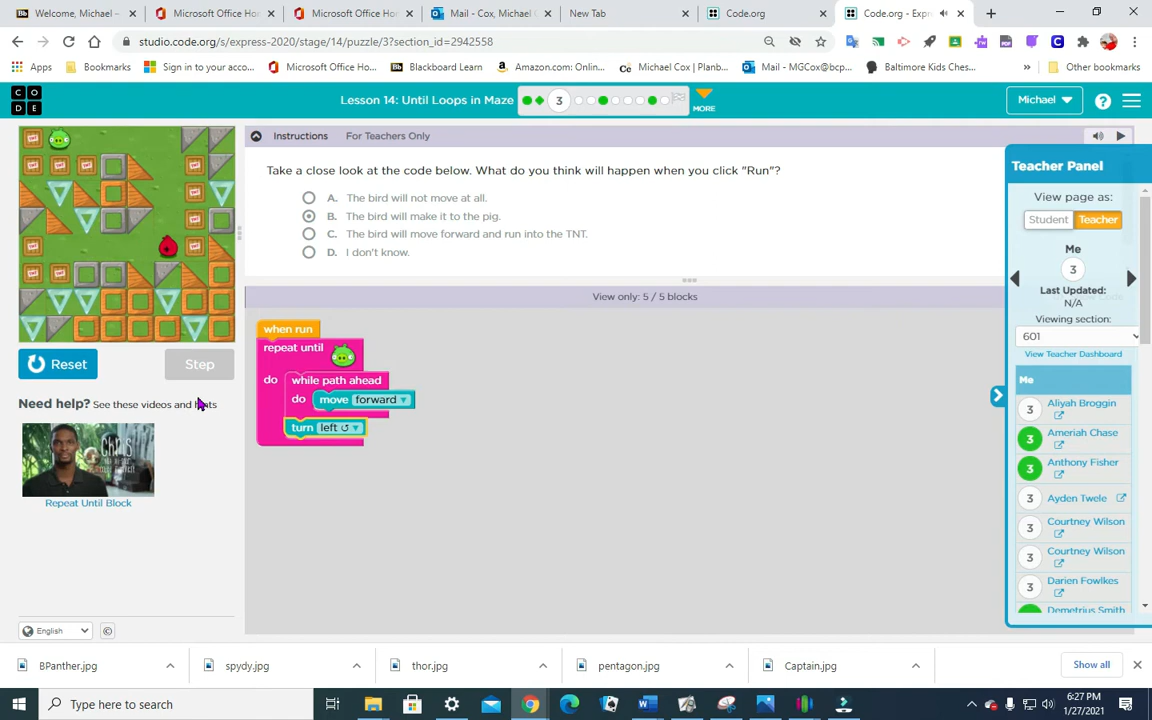 Welcome, Michael –
Microsoft Office Hom
Microsoft Office Hom
Mail - Cox, Michael
New Tab
Code.org
Code.org - Expr
studio.code.org/s/express-2020/stage/14/puzzle/3?section_id=2942558
Apps
Bookmarks
Sign in to your acco...
Microsoft Office Ho...
Bb Blackboard Learn
Amazon.com: Onlin...
Michael Cox | Planb...
Mail - MGCox@bcp...
Baltimore Kids Ches...
Other bookmarks
CODE
Lesson 14: Until Loops in Maze
3
MORE
Michael
Instructions
For Teachers Only
Take a close look at the code below. What do you think will happen when you click "Run"?
A. The bird will not move at all.
B. The bird will make it to the pig.
C. The bird will move forward and run into the TNT.
D. I don't know.
View only: 5 / 5 blocks
when run
repeat until
do while path ahead
do move forward
turn left
Reset
Step
Need help? See these videos and hints
Repeat Until Block
English
Teacher Panel
View page as:
Student Teacher
Me
3
Last Updated:
N/A
Viewing section:
601
View Teacher Dashboard
Me
3 Aliyah Broggin
3 Ameriah Chase
3 Anthony Fisher
3 Ayden Twele
3 Courtney Wilson
3 Courtney Wilson
3 Darien Fowlkes
Demetrius Smith
BPanther.jpg
spydy.jpg
thor.jpg
pentagon.jpg
Captain.jpg
Show all
Type here to search
6:27 PM
1/27/2021